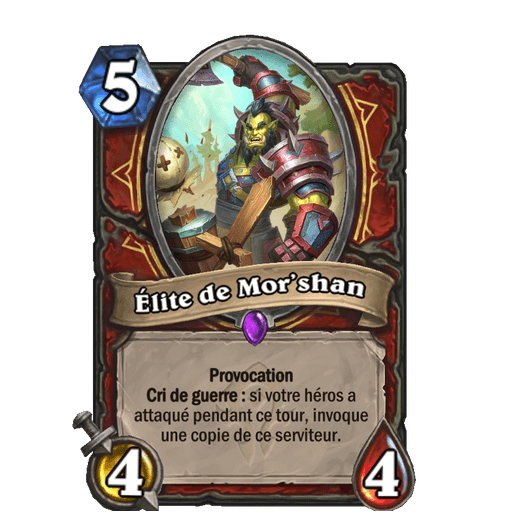 5
Élite de Mor'shan
Provocation
Cri de guerre : si votre héros a
attaqué pendant ce tour, invoque
une copie de ce serviteur.
4
4